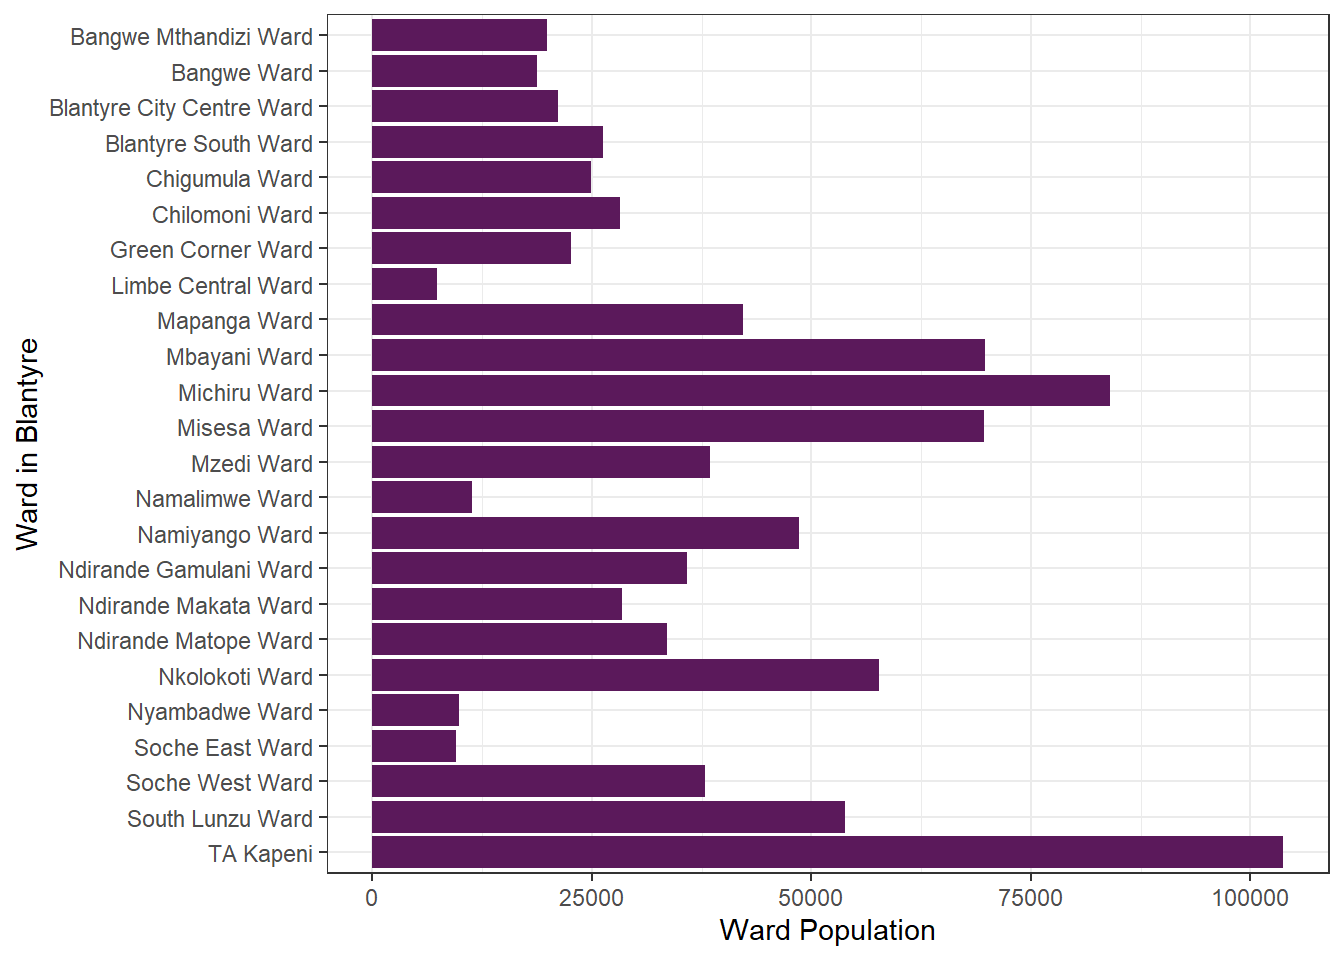 Ward in Blantyre
Bangwe Mthandizi Ward
Bangwe Ward
Blantyre City Centre Ward
Blantyre South Ward
Chigumula Ward
Chilomoni Ward
Green Corner Ward
Limbe Central Ward
Mapanga Ward
Mbayani Ward
Michiru Ward
Misesa Ward
Mzedi Ward
Namalimwe Ward
Namiyango Ward
Ndirande Gamulani Ward
Ndirande Makata Ward
Ndirande Matope Ward
Nkolokoti Ward
Nyambadwe Ward
Soche East Ward
Soche West Ward
South Lunzu Ward
TA Kapeni
0 25000 50000 75000 100000
Ward Population